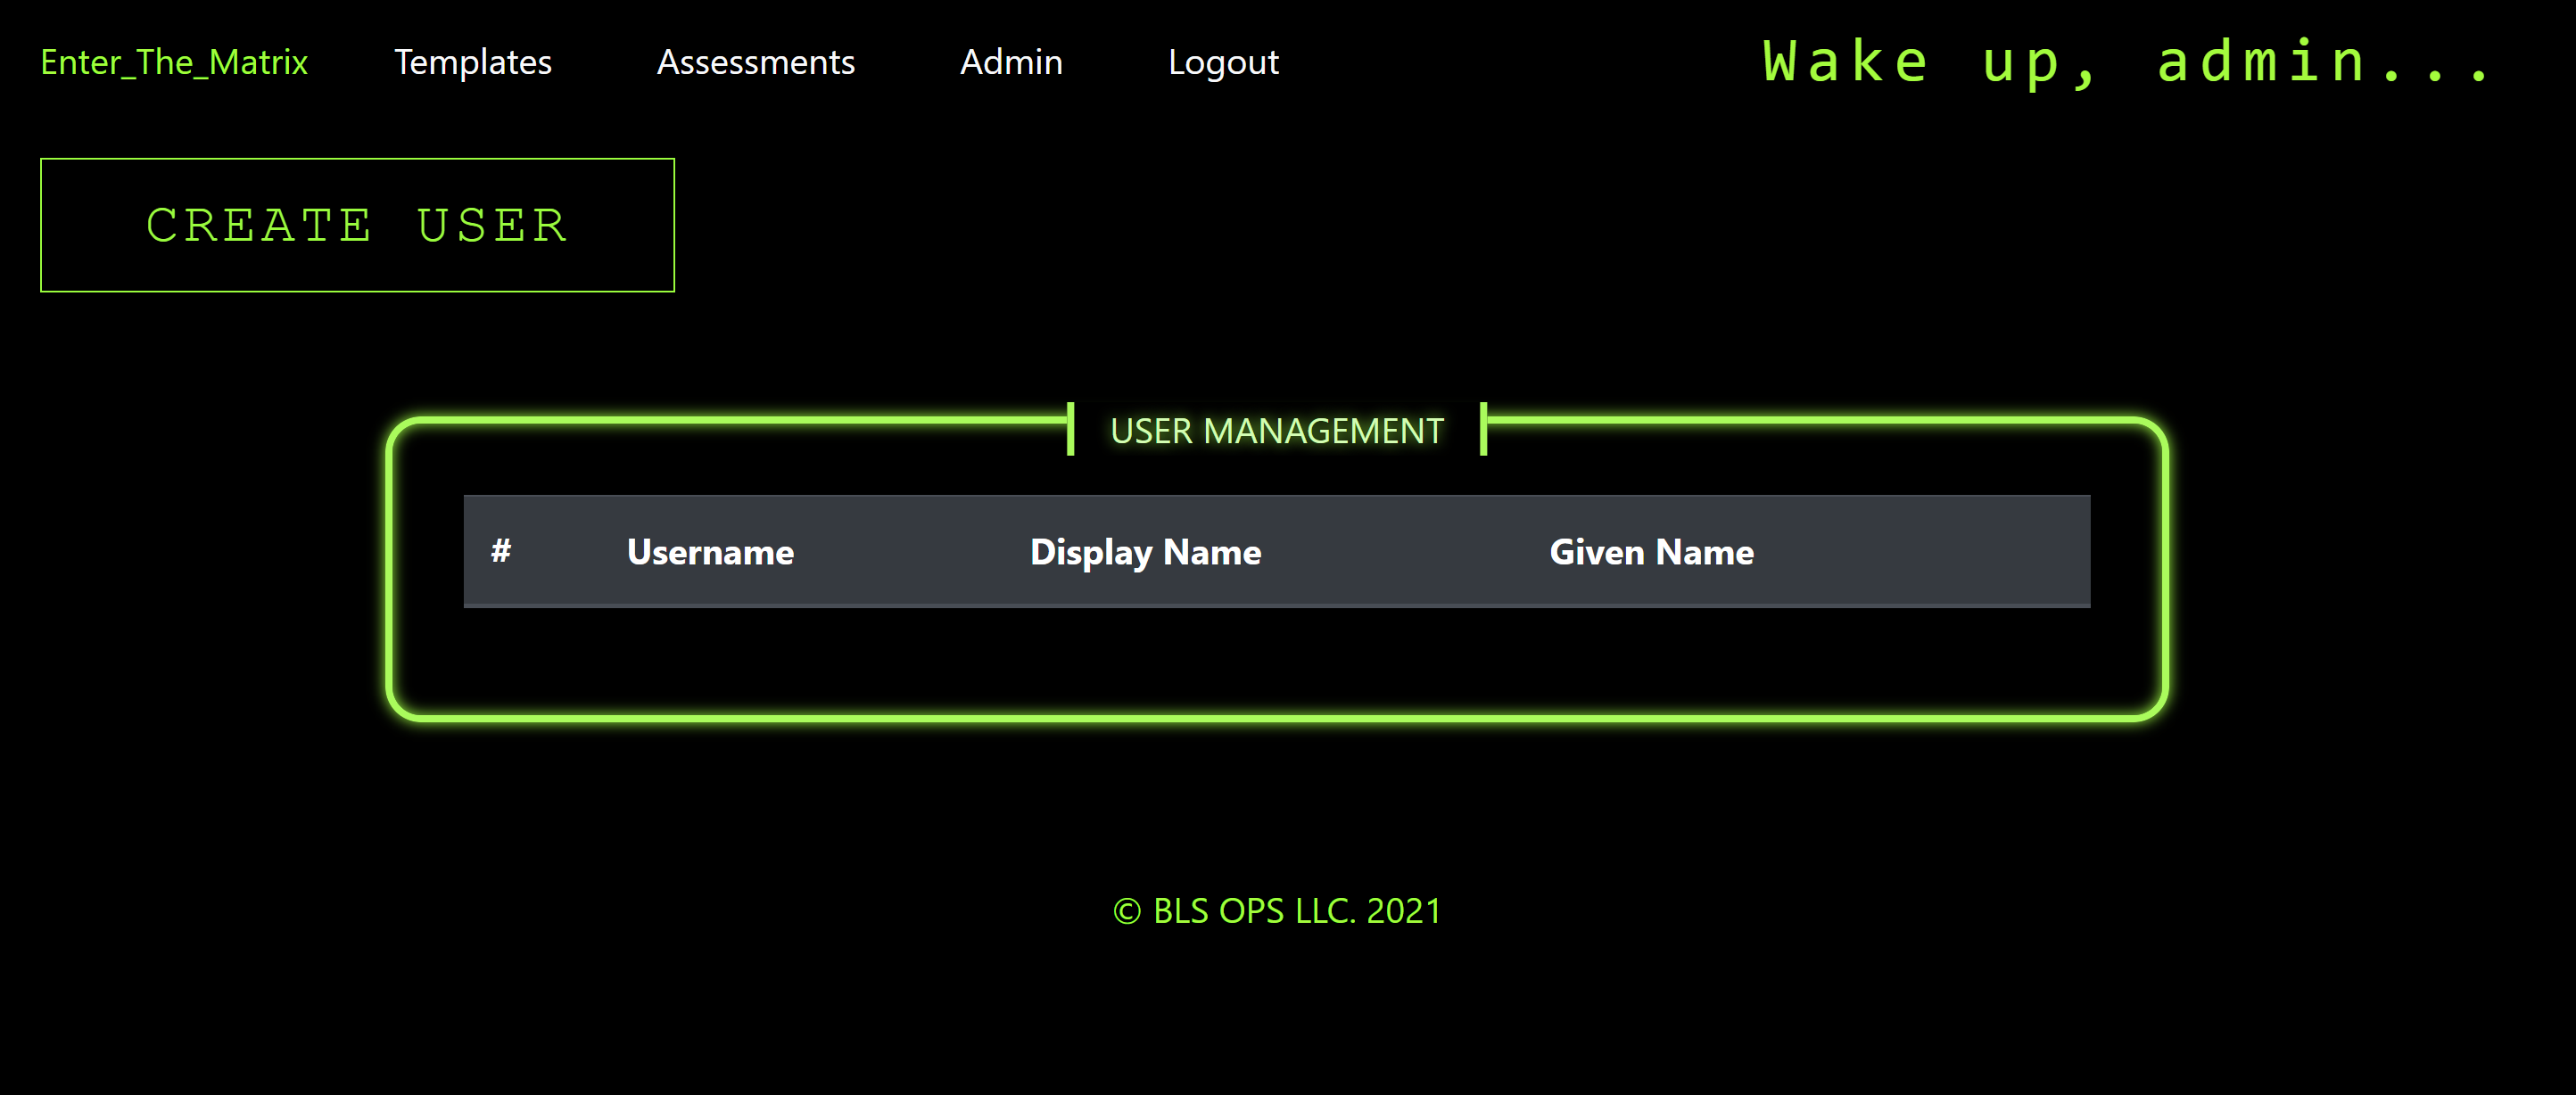 Enter_The_Matrix Templates Assessments Admin Logout Wake up, admin...
CREATE USER
USER MANAGEMENT
# Username Display Name Given Name
© BLS OPS LLC. 2021